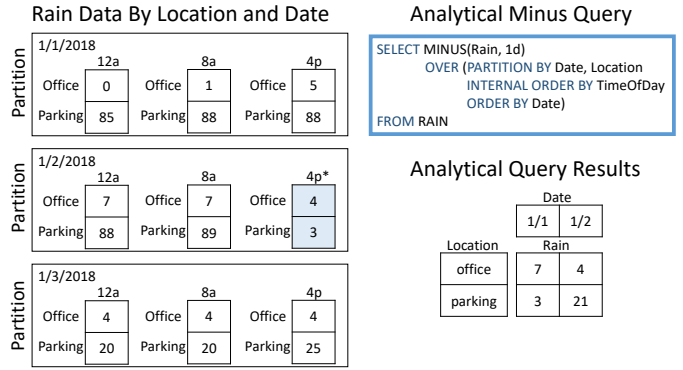 Rain Data By Location and Date
Partition
1/1/2018
12a 8a 4p
Office 0 Office 1 Office 5
Parking 85 Parking 88 Parking 88
Partition
1/2/2018
12a 8a 4p*
Office 7 Office 7 Office 4
Parking 88 Parking 89 Parking 3
Partition
1/3/2018
12a 8a 4p
Office 4 Office 4 Office 4
Parking 20 Parking 20 Parking 25
Analytical Minus Query
SELECT MINUS(Rain, 1d)
OVER (PARTITION BY Date, Location
INTERNAL ORDER BY TimeOfDay
ORDER BY Date)
FROM RAIN
Analytical Query Results
Date
1/1 1/2
Location Rain
office 7 4
parking 3 21